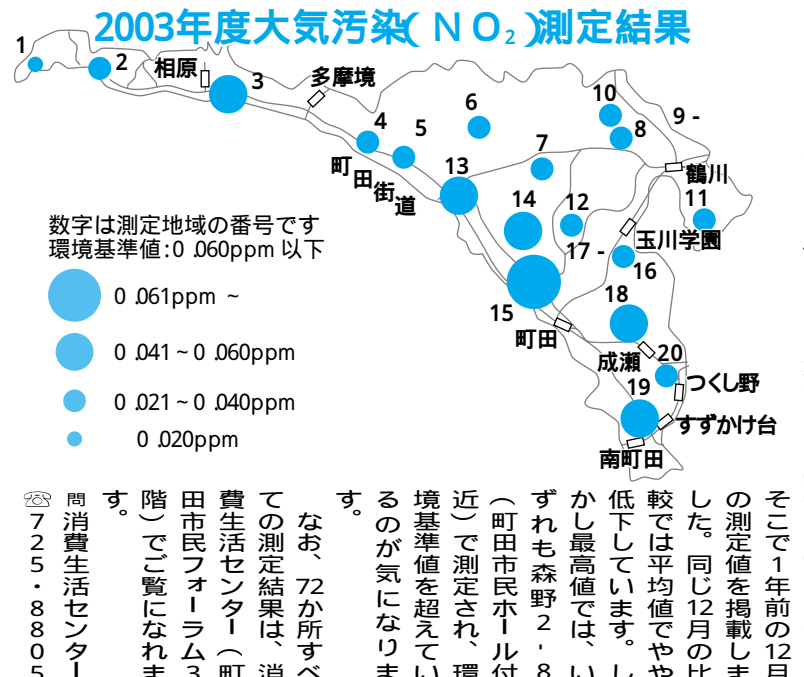 2003年度大気汚染(ＮＯ₂)測定結果
1
2
相原
3
多摩境
4
5
6
7
10
8
9 -
鶴川
11
町田街道
13
14
12
17 -
玉川学園
16
15
町田
18
成瀬
20
つくし野
19
すずかけ台
南町田
数字は測定地域の番号です
環境基準値:0 .060ppm 以下
0 .061ppm ~
0 .041 ~ 0 .060ppm
0 .021 ~ 0 .040ppm
0 .020ppm
そこで1年前の12月
の測定値を掲載しま
した。同じ12月の比
較では平均値でやや
低下しています。し
かし最高値では、い
ずれも森野2-8
(町田市民ホール付
近)で測定され、環
境基準値を超えてい
るのが気になりま
す。
なお、72か所すべ
ての測定結果は、消
費生活センター(町
田市民フォーラム3
階)でご覧になれま
す。
問消費生活センター
☏725・8805